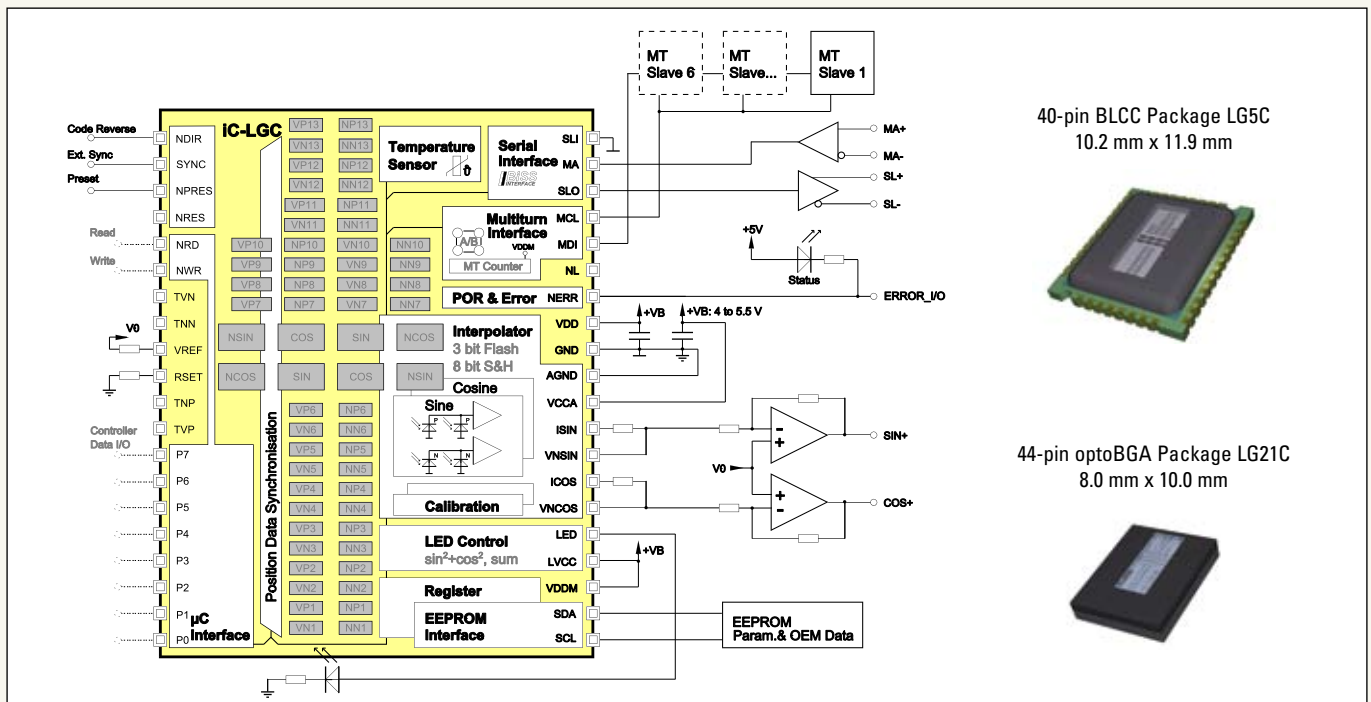 MT
Slave 6
MT
Slave...
MT
Slave 1
40-pin BLCC Package LG5C
10.2 mm x 11.9 mm
44-pin optoBGA Package LG21C
8.0 mm x 10.0 mm
iC-LGC
Code Reverse
Ext. Sync
Preset
Read
Write
V0
Controller
Data I/O
NDIR
SYNC
NPRES
NRES
NRD
NWR
TVN
TNN
VREF
RSET
TNP
TVP
P7
P6
P5
P4
P3
P2
P1
P0
µC
Interface
Position Data Synchronisation
VP13 NP13
VN13 NN13
VP12 NP12
VN12 NN12
VP11 NP11
VN11 NN11
VP10 NP10 VN10 NN10
VP9 NP9 VN9 NN9
VP8 NP8 VN8 NN8
VP7 NP7 VN7 NN7
NSIN COS SIN NCOS
NCOS SIN COS NSIN
VP6 NP6
VN6 NN6
VP5 NP5
VN5 NN5
VP4 NP4
VN4 NN4
VP3 NP3
VN3 NN3
VP2 NP2
VN2 NN2
VP1 NP1
VN1 NN1
Temperature
Sensor
ϑ
Serial
Interface
BiSS
INTERFACE
SLI
MA
SLO
Multiturn
Interface
A/B
VDDM
MT Counter
MCL
MDI
NL
POR & Error
NERR
Interpolator
3 bit Flash
8 bit S&H
Cosine
Sine
P P
N N
Calibration
VDD
GND
AGND
VCCA
ISIN
VNSIN
ICOS
VNCOS
LED Control
sin²+cos², sum
LED
LVCC
VDDM
Register
EEPROM
Interface
SDA
SCL
MA+
MA-
SL+
SL-
+5V
Status
ERROR_I/O
+VB
+VB: 4 to 5.5 V
V0
-
+
SIN+
+
-
COS+
+VB
EEPROM
Param.& OEM Data